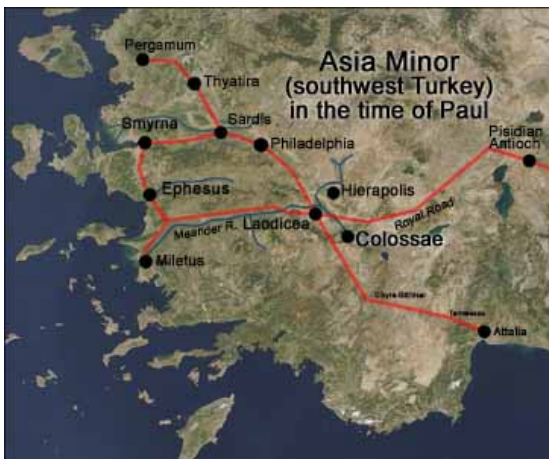 Asia Minor
(southwest Turkey)
in the time of Paul
Pergamum
Thyatira
Sardis
Smyrna
Philadelphia
Pisidian
Antioch
Ephesus
Hierapolis
Royal Road
Meander R.
Laodicea
Colossae
Miletus
Attalia